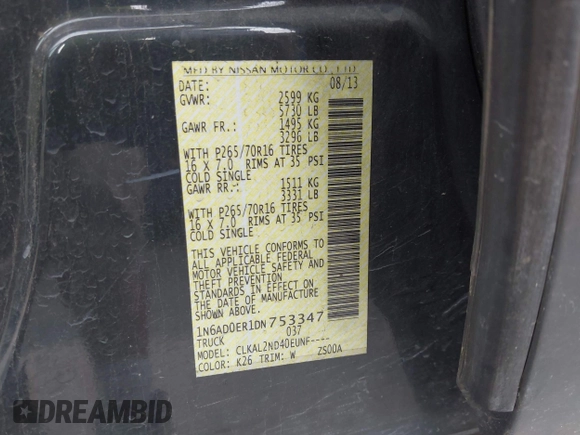 MFD BY NISSAN MOTOR CO., LTD
DATE: 08/13
GVWR: 2599 KG
5730 LB
GAWR FR.: 1495 KG
3296 LB
WITH P265/70R16 TIRES
16 X 7.0 RIMS AT 35 PSI
COLD SINGLE
GAWR RR.: 1511 KG
3331 LB
WITH P265/70R16 TIRES
16 X 7.0 RIMS AT 35 PSI
COLD SINGLE
THIS VEHICLE CONFORMS TO
ALL APPLICABLE FEDERAL
MOTOR VEHICLE SAFETY AND
THEFT PREVENTION
STANDARDS IN EFFECT ON
THE DATE OF MANUFACTURE
SHOWN ABOVE.
1N6AD0ER1DN753347
TRUCK 037
MODEL: CLKAL2ND40EUNF----
COLOR: K26 TRIM: W ZS00A
DREAMBID